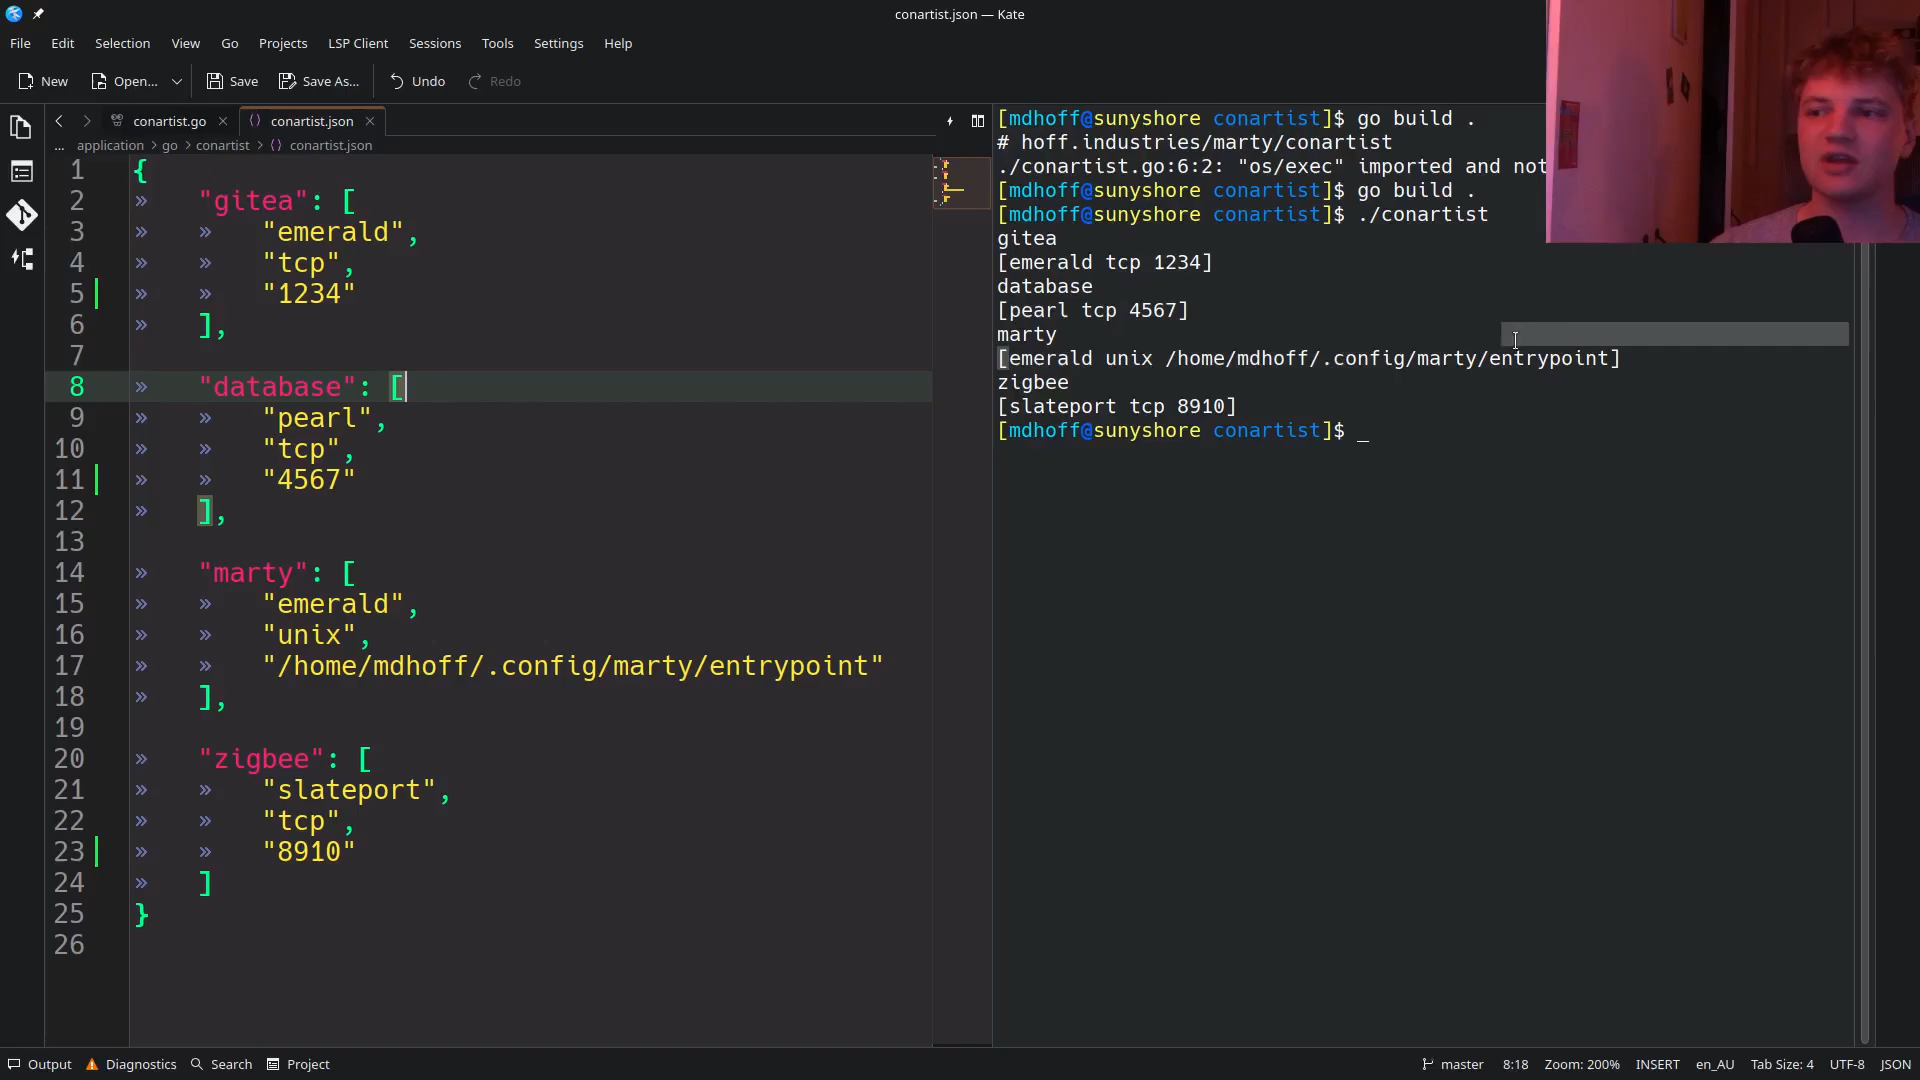 conartist.json — Kate
File Edit Selection View Go Projects LSP Client Sessions Tools Settings Help
New Open... Save Save As... Undo Redo
conartist.go conartist.json
... application go conartist conartist.json
1 {
2 » "gitea": [
3 » » "emerald",
4 » » "tcp",
5 » » "1234"
6 » ],
7
8 » "database": [
9 » » "pearl",
10 » » "tcp",
11 » » "4567"
12 » ],
13
14 » "marty": [
15 » » "emerald",
16 » » "unix",
17 » » "/home/mdhoff/.config/marty/entrypoint"
18 » ],
19
20 » "zigbee": [
21 » » "slateport",
22 » » "tcp",
23 » » "8910"
24 » ]
25 }
26
[mdhoff@sunyshore conartist]$ go build .
# hoff.industries/marty/conartist
./conartist.go:6:2: "os/exec" imported and not
[mdhoff@sunyshore conartist]$ go build .
[mdhoff@sunyshore conartist]$ ./conartist
gitea
[emerald tcp 1234]
database
[pearl tcp 4567]
marty
[emerald unix /home/mdhoff/.config/marty/entrypoint]
zigbee
[slateport tcp 8910]
[mdhoff@sunyshore conartist]$ _
Output Diagnostics Search Project master 8:18 Zoom: 200% INSERT en_AU Tab Size: 4 UTF-8 JSON